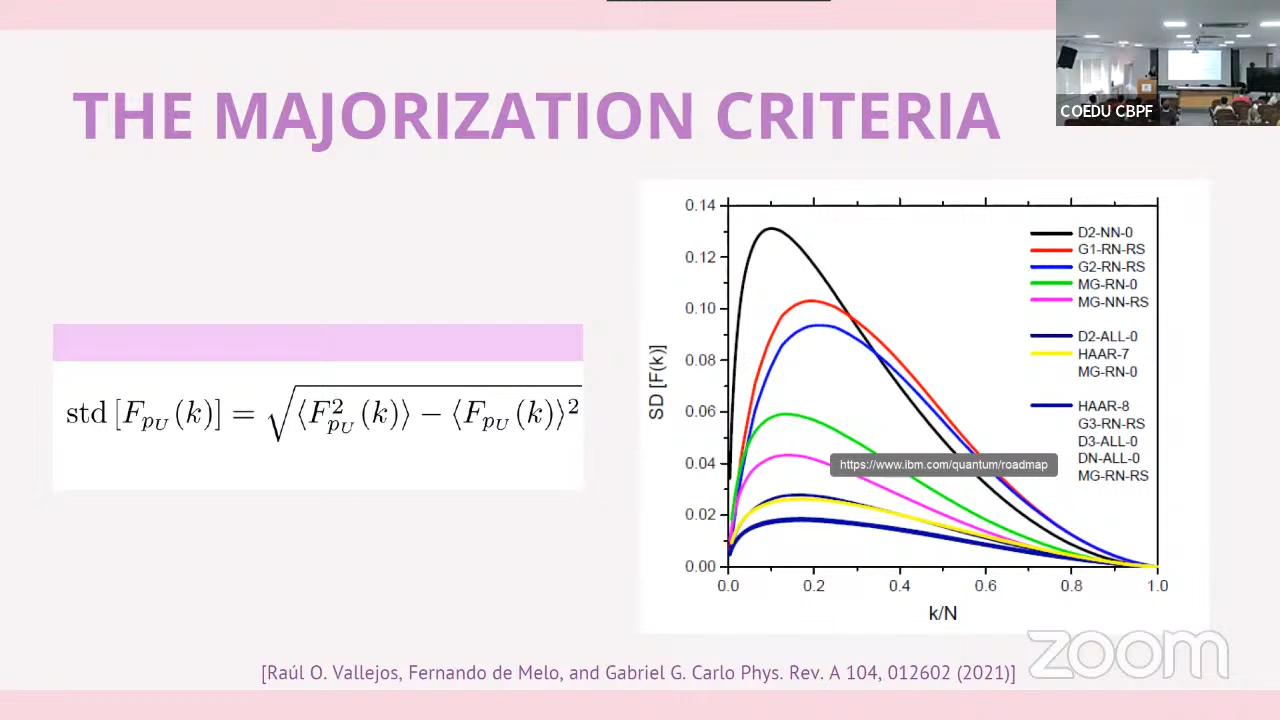 THE MAJORIZATION CRITERIA
COEDU CBPF
std [F_{p_U}(k)] = √⟨F²_{p_U}(k)⟩ − ⟨F_{p_U}(k)⟩²
SD [F(k)]
0.14
0.12
0.10
0.08
0.06
0.04
0.02
0.00
0.0 0.2 0.4 0.6 0.8 1.0
k/N
D2-NN-0
G1-RN-RS
G2-RN-RS
MG-RN-0
MG-NN-RS
D2-ALL-0
HAAR-7
MG-RN-0
HAAR-8
G3-RN-RS
D3-ALL-0
DN-ALL-0
MG-RN-RS
https://www.ibm.com/quantum/roadmap
[Raúl O. Vallejos, Fernando de Melo, and Gabriel G. Carlo Phys. Rev. A 104, 012602 (2021)]
zoom